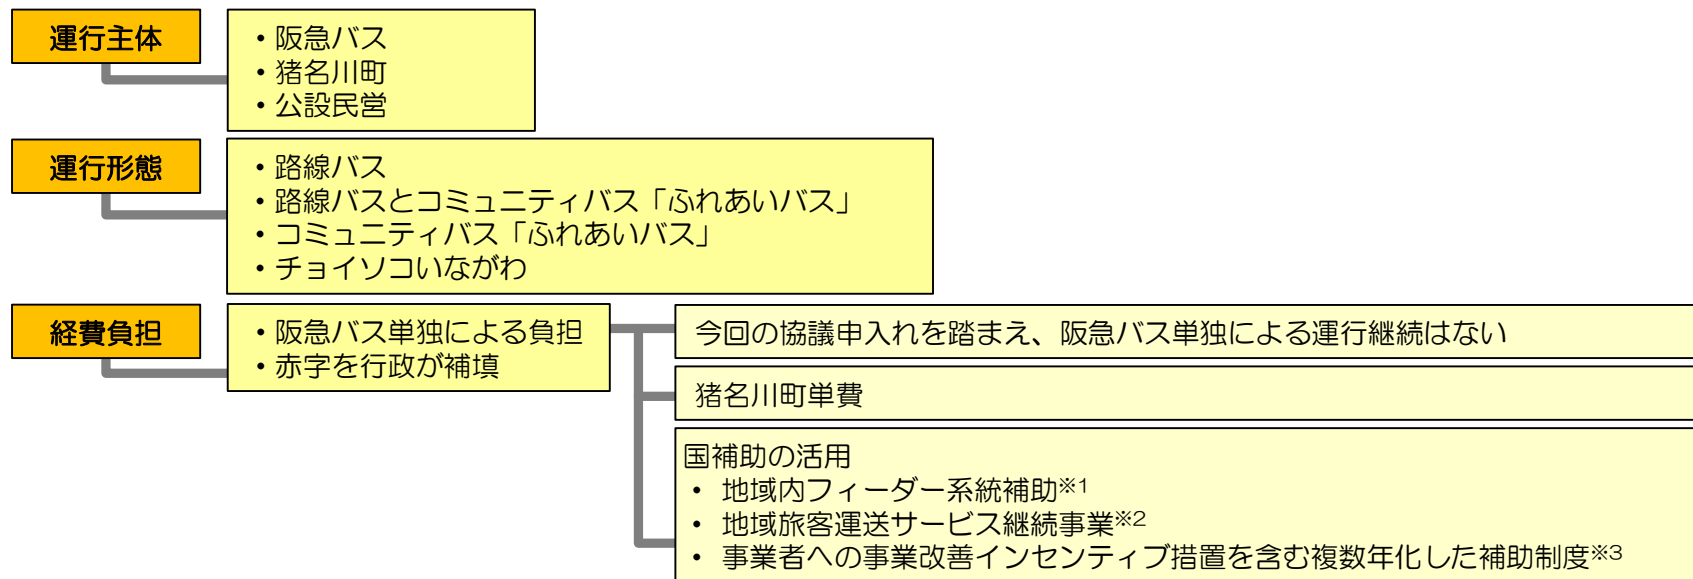 運行主体
・阪急バス
・猪名川町
・公設民営
運行形態
・路線バス
・路線バスとコミュニティバス「ふれあいバス」
・コミュニティバス「ふれあいバス」
・チョイソコいながわ
経費負担
・阪急バス単独による負担
・赤字を行政が補填
今回の協議申入れを踏まえ、阪急バス単独による運行継続はない
猪名川町単費
国補助の活用
• 地域内フィーダー系統補助※1
• 地域旅客運送サービス継続事業※2
• 事業者への事業改善インセンティブ措置を含む複数年化した補助制度※3